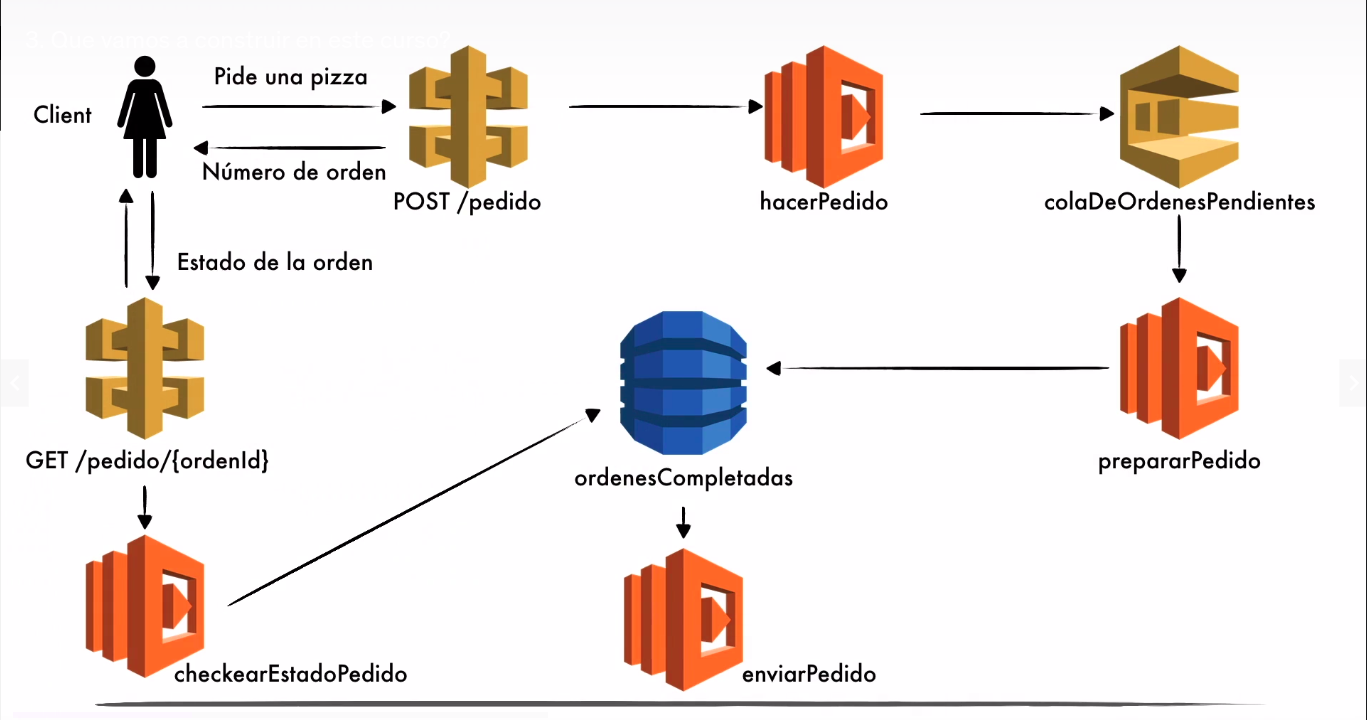 3. Que vamos a construir en este curso?
Pide una pizza
Client
Número de orden
POST /pedido
hacerPedido
colaDeOrdenesPendientes
Estado de la orden
GET /pedido/{ordenId}
ordenesCompletadas
prepararPedido
checkearEstadoPedido
enviarPedido